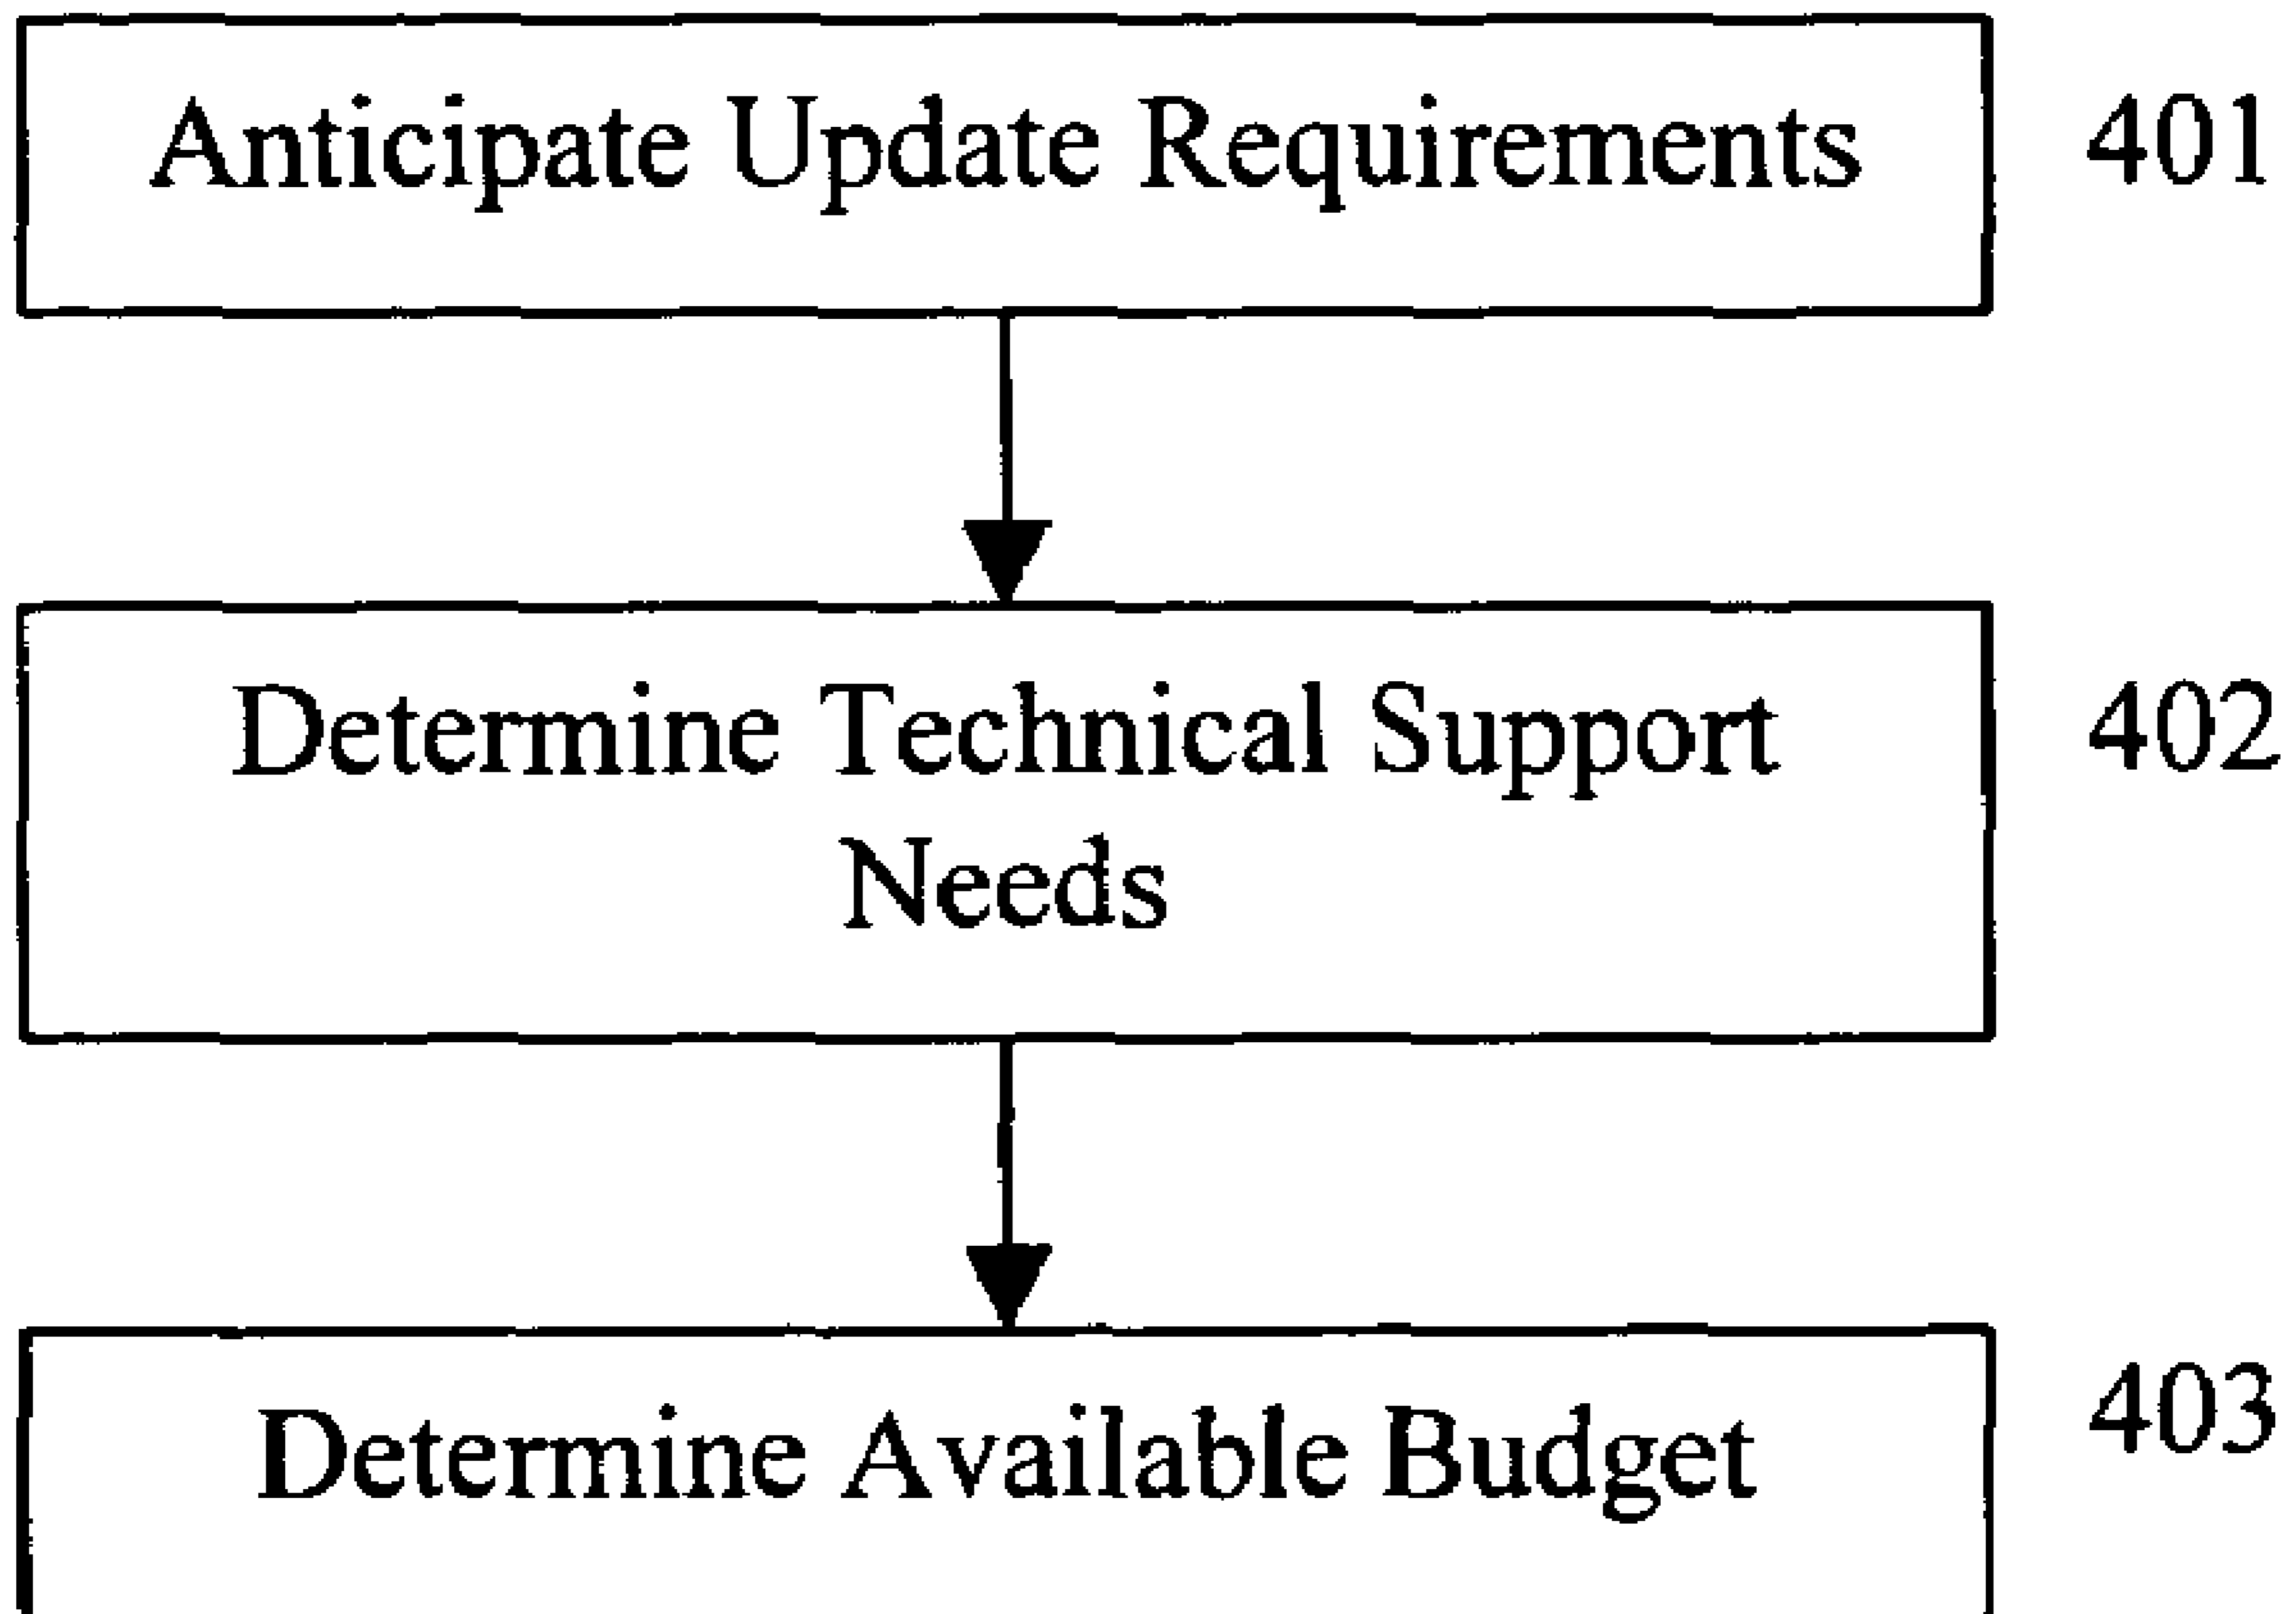 Anticipate Update Requirements 401
Determine Technical Support 402
Needs
Determine Available Budget 403